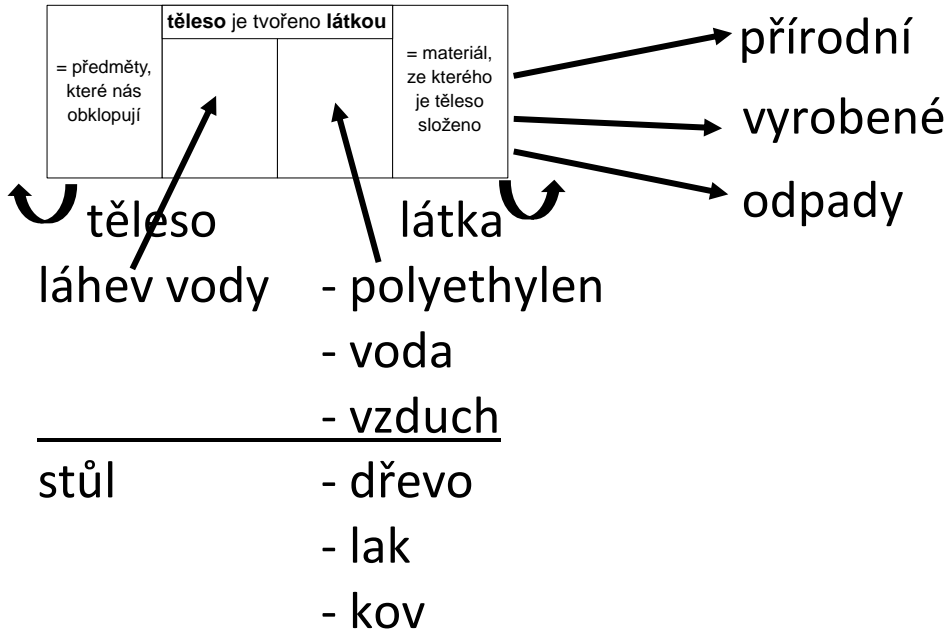 těleso je tvořeno látkou
= předměty,
které nás
obklopují
= materiál,
ze kterého
je těleso
složeno
přírodní
vyrobené
odpady
těleso látka
láhev vody - polyethylen
- voda
- vzduch
stůl - dřevo
- lak
- kov